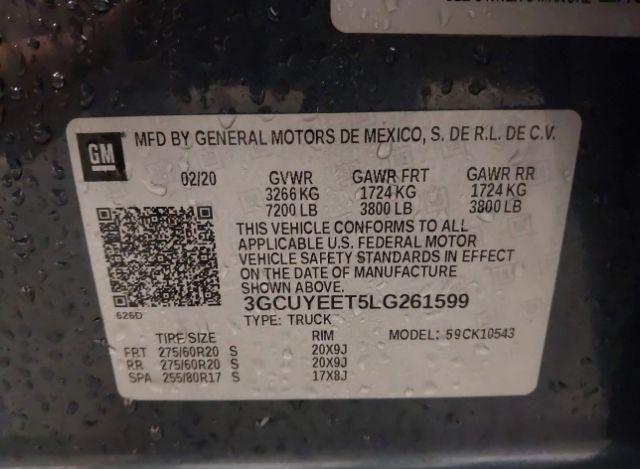 GM
MFD BY GENERAL MOTORS DE MEXICO, S. DE R.L. DE C.V.
02/20 GVWR GAWR FRT GAWR RR
3266 KG 1724 KG 1724 KG
7200 LB 3800 LB 3800 LB
THIS VEHICLE CONFORMS TO ALL
APPLICABLE U.S. FEDERAL MOTOR
VEHICLE SAFETY STANDARDS IN EFFECT
ON THE DATE OF MANUFACTURE
SHOWN ABOVE.
3GCUYEET5LG261599
626D
TYPE: TRUCK MODEL: 59CK10543
TIRE SIZE RIM
FRT 275/60R20 S 20X9J
RR 275/60R20 S 20X9J
SPA 255/80R17 S 17X8J